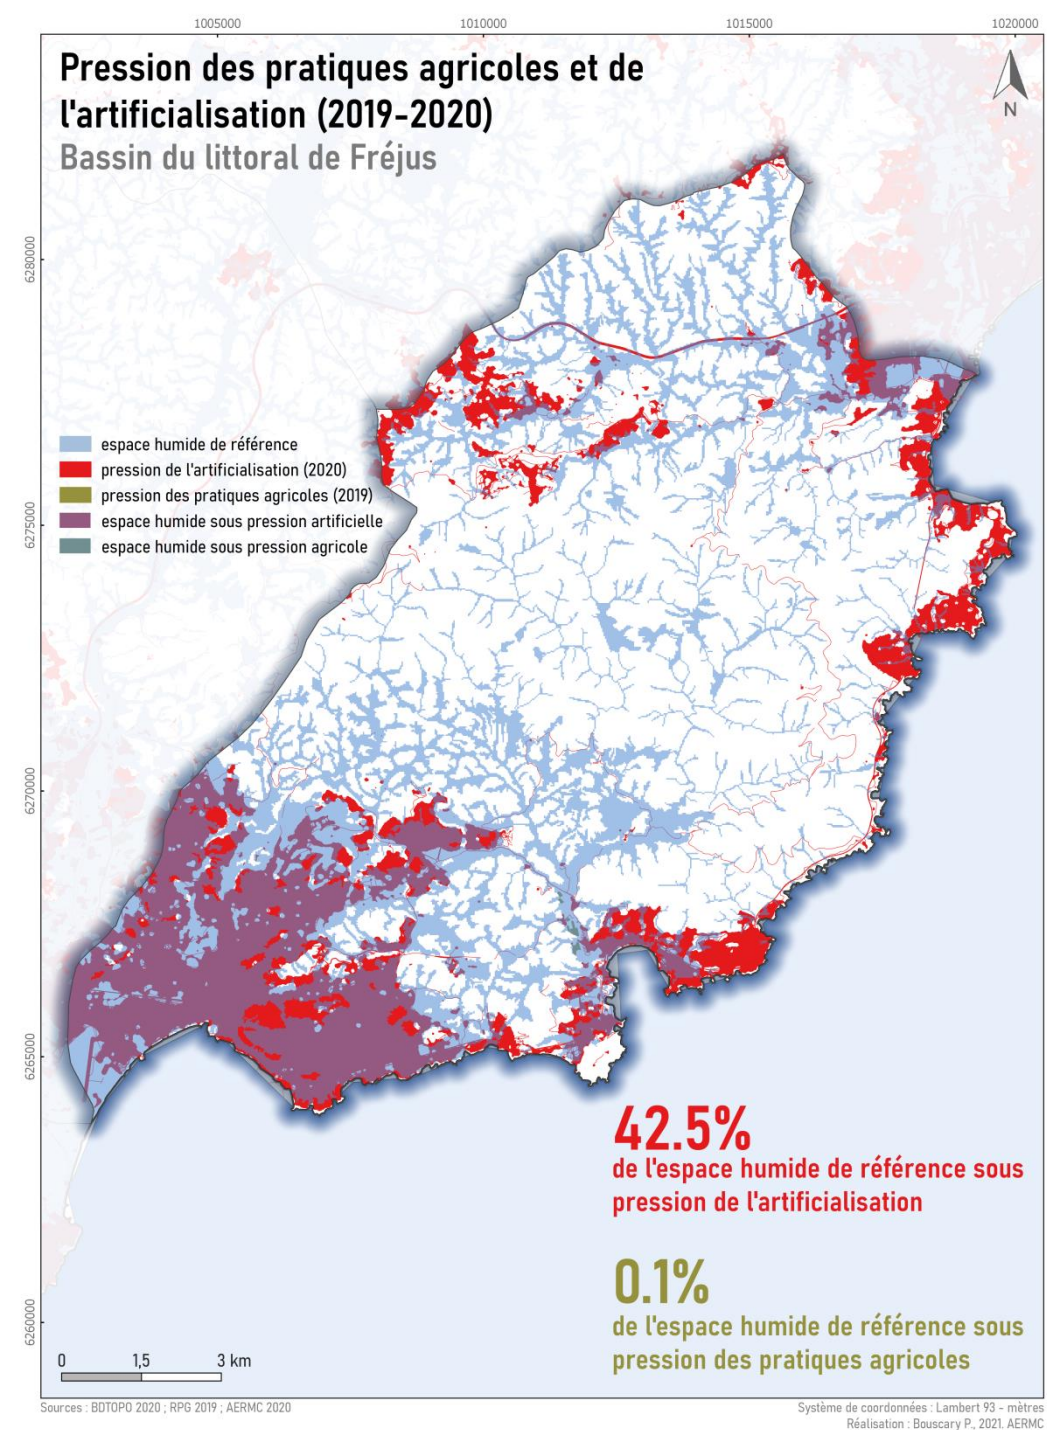 1005000
1010000
1015000
1020000
Pression des pratiques agricoles et de
l'artificialisation (2019-2020)
Bassin du littoral de Fréjus
N
6280000
espace humide de référence
pression de l'artificialisation (2020)
pression des pratiques agricoles (2019)
espace humide sous pression artificielle
espace humide sous pression agricole
6275000
6270000
6265000
42.5%
de l'espace humide de référence sous
pression de l'artificialisation
0.1%
de l'espace humide de référence sous
pression des pratiques agricoles
6260000
0 1,5 3 km
Sources : BDTOPO 2020 ; RPG 2019 ; AERMC 2020
Système de coordonnées : Lambert 93 - mètres
Réalisation : Bouscary P., 2021. AERMC